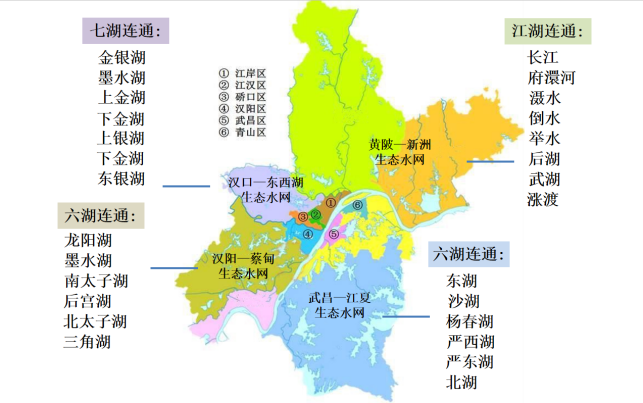 七湖连通:
金银湖
墨水湖
上金湖
下金湖
上银湖
下金湖
东银湖
江湖连通:
长江
府澴河
滠水
倒水
举水
后湖
武湖
涨渡
① 江岸区
② 江汉区
③ 硚口区
④ 汉阳区
⑤ 武昌区
⑥ 青山区
黄陂—新洲
生态水网
汉口—东西湖
生态水网
①
②
③
④
⑤
⑥
汉阳—蔡甸
生态水网
武昌—江夏
生态水网
六湖连通:
龙阳湖
墨水湖
南太子湖
后宫湖
北太子湖
三角湖
六湖连通:
东湖
沙湖
杨春湖
严西湖
严东湖
北湖